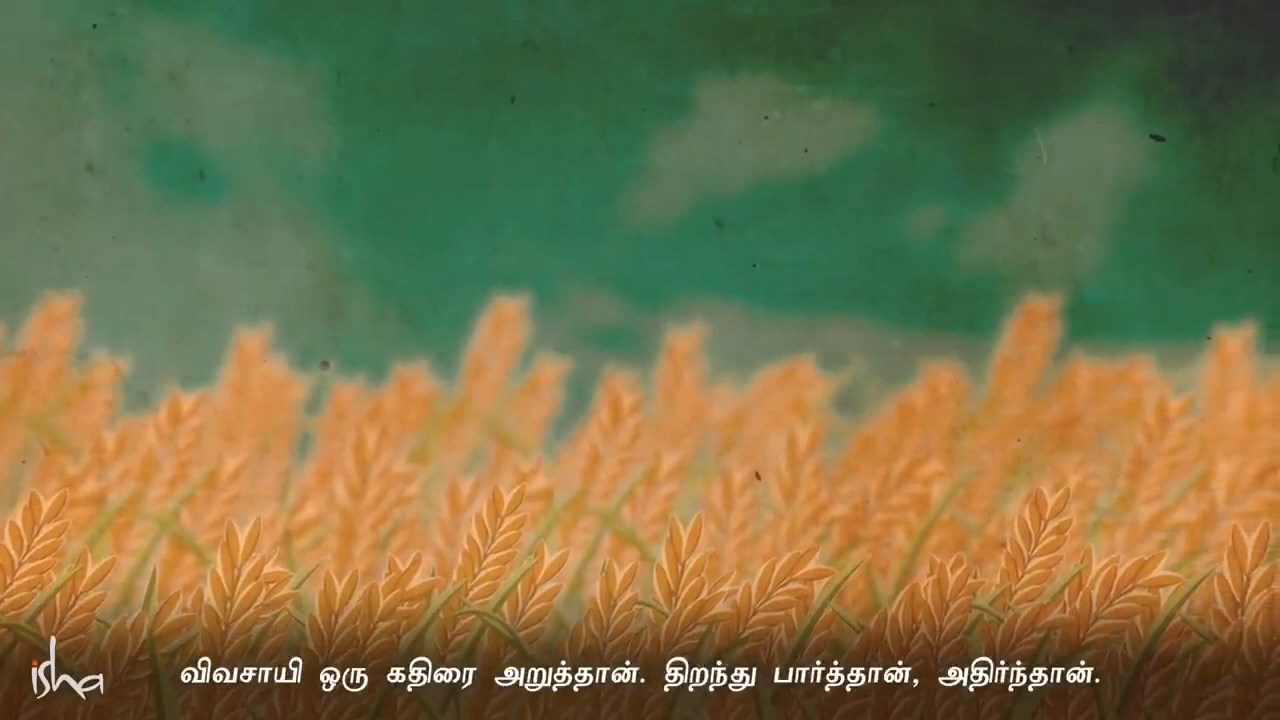 isha
விவசாயி ஒரு கதிரை அறுத்தான். திறந்து பார்த்தான், அதிர்ந்தான்.